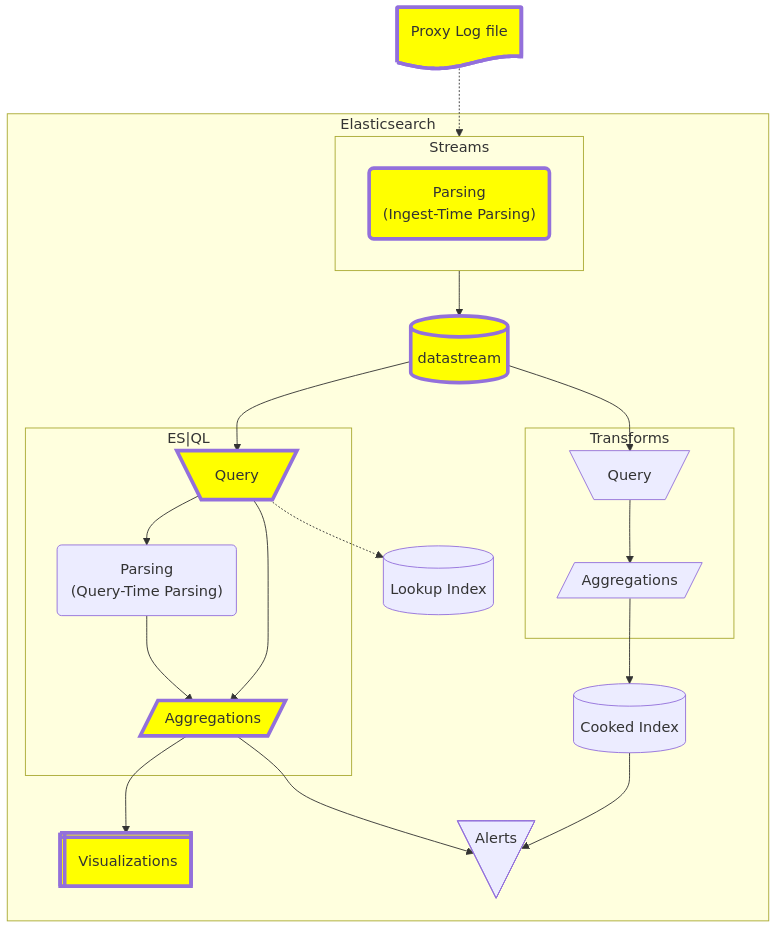 Proxy Log file
Elasticsearch
Streams
Parsing
(Ingest-Time Parsing)
datastream
ES|QL
Transforms
Query
Query
Parsing
(Query-Time Parsing)
Lookup Index
Aggregations
Aggregations
Cooked Index
Visualizations
Alerts